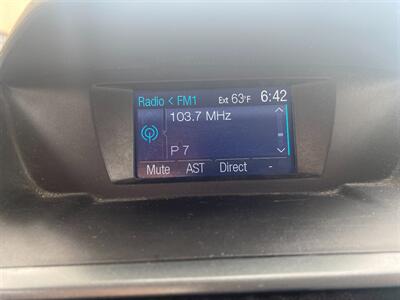 Radio < FM1 Ext 63°F 6:42
103.7 MHz
P 7
Mute AST Direct -